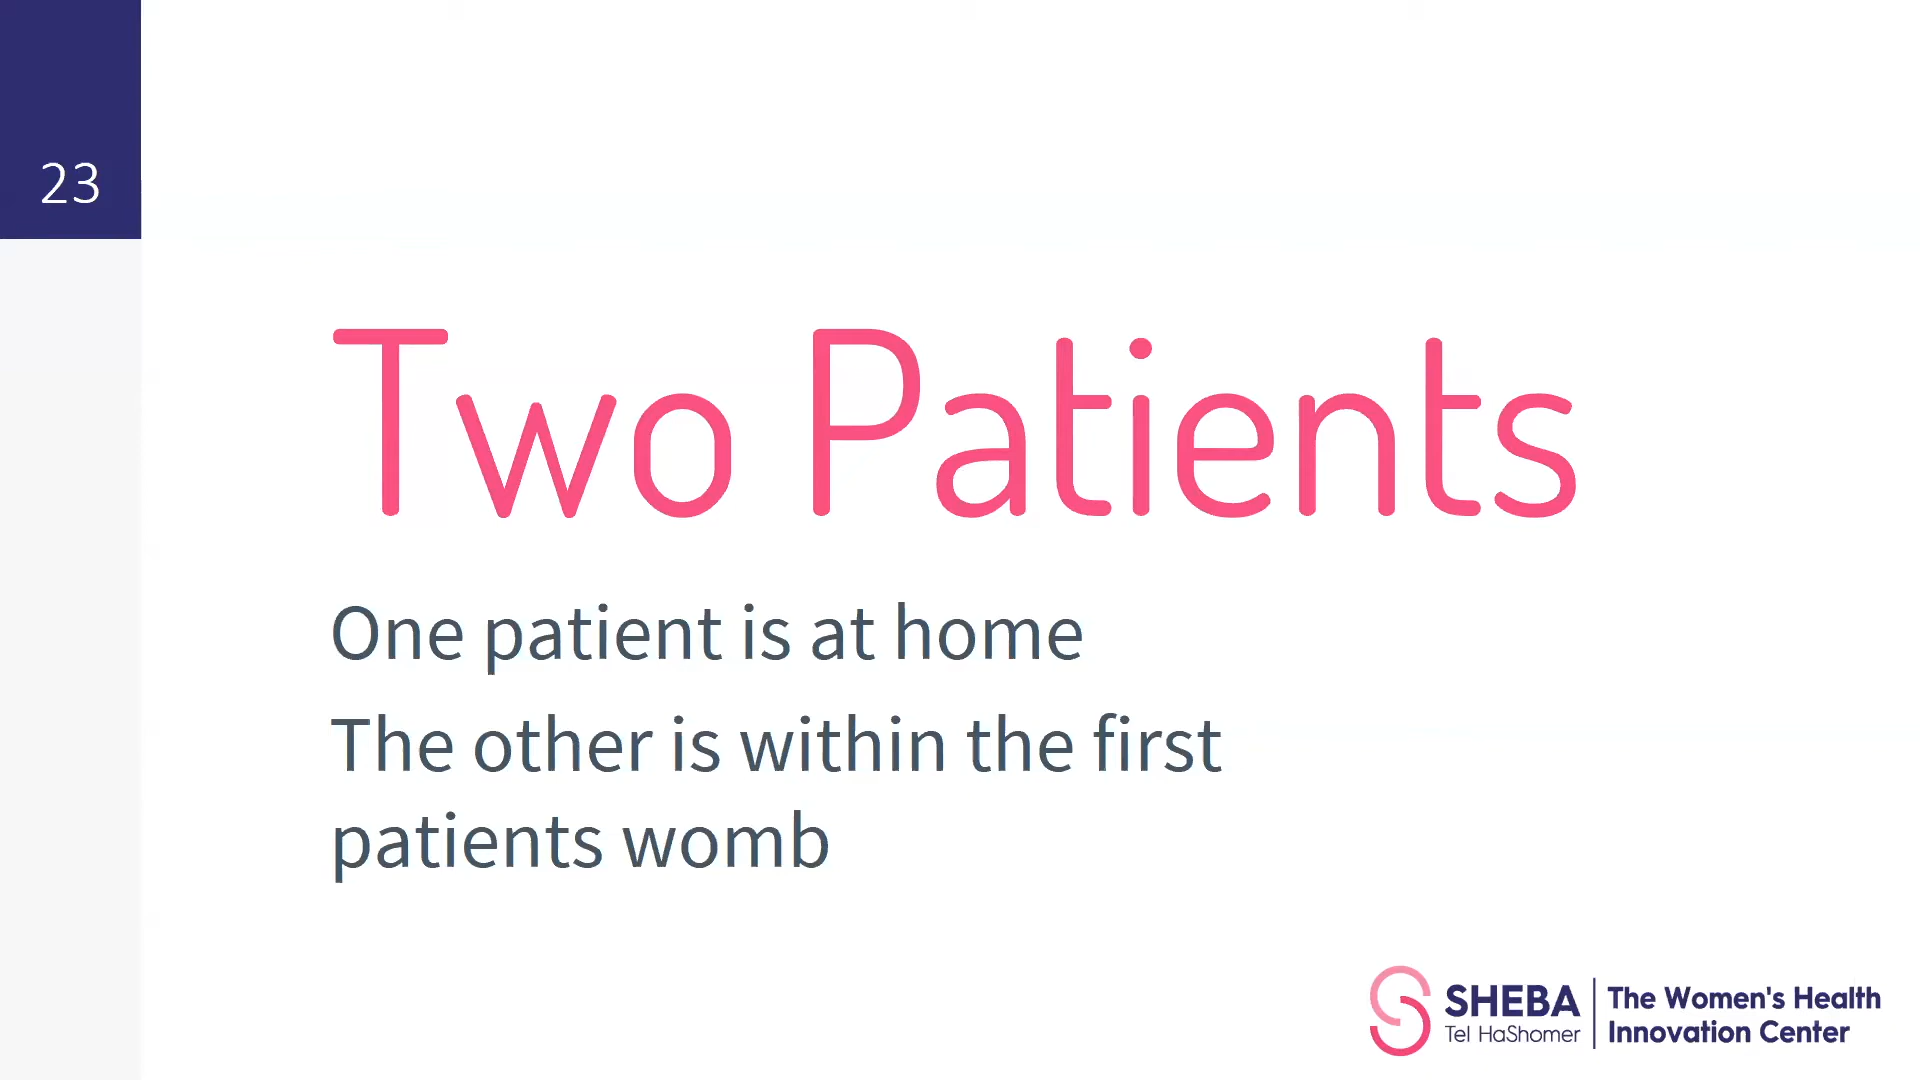 23
Two Patients
One patient is at home
The other is within the first
patients womb
SHEBA
Tel HaShomer
The Women's Health
Innovation Center